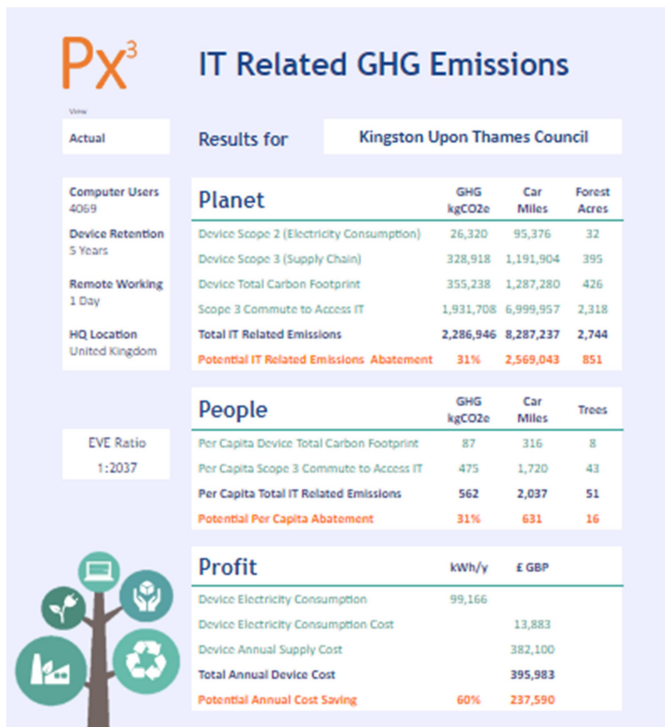 Px3
IT Related GHG Emissions
View
Actual
Results for
Kingston Upon Thames Council
Computer Users
4069
Device Retention
5 Years
Remote Working
1 Day
HQ Location
United Kingdom
Planet GHG kgCO2e Car Miles Forest Acres
Device Scope 2 (Electricity Consumption) 26,320 95,376 32
Device Scope 3 (Supply Chain) 328,918 1,191,904 395
Device Total Carbon Footprint 355,238 1,287,280 426
Scope 3 Commute to Access IT 1,931,708 6,999,957 2,318
Total IT Related Emissions 2,286,946 8,287,237 2,744
Potential IT Related Emissions Abatement 31% 2,569,043 851
EVE Ratio
1:2037
People GHG kgCO2e Car Miles Trees
Per Capita Device Total Carbon Footprint 87 316 8
Per Capita Scope 3 Commute to Access IT 475 1,720 43
Per Capita Total IT Related Emissions 562 2,037 51
Potential Per Capita Abatement 31% 631 16
Profit kWh/y £ GBP
Device Electricity Consumption 99,166
Device Electricity Consumption Cost 13,883
Device Annual Supply Cost 382,100
Total Annual Device Cost 395,983
Potential Annual Cost Saving 60% 237,590